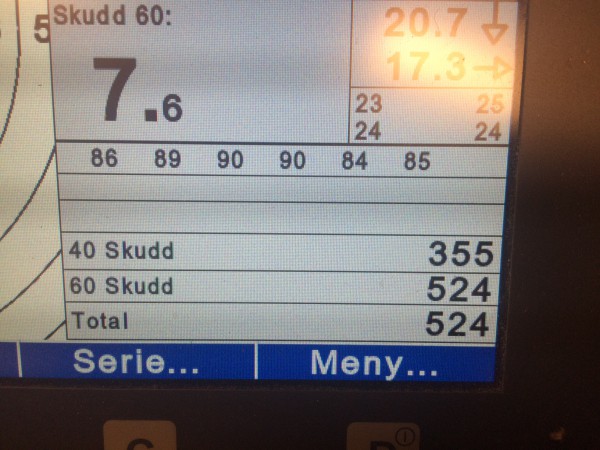 5
Skudd 60:
7.6
20.7
17.3
23 25
24 24
86 89 90 90 84 85
40 Skudd 355
60 Skudd 524
Total 524
Serie... Meny...
C